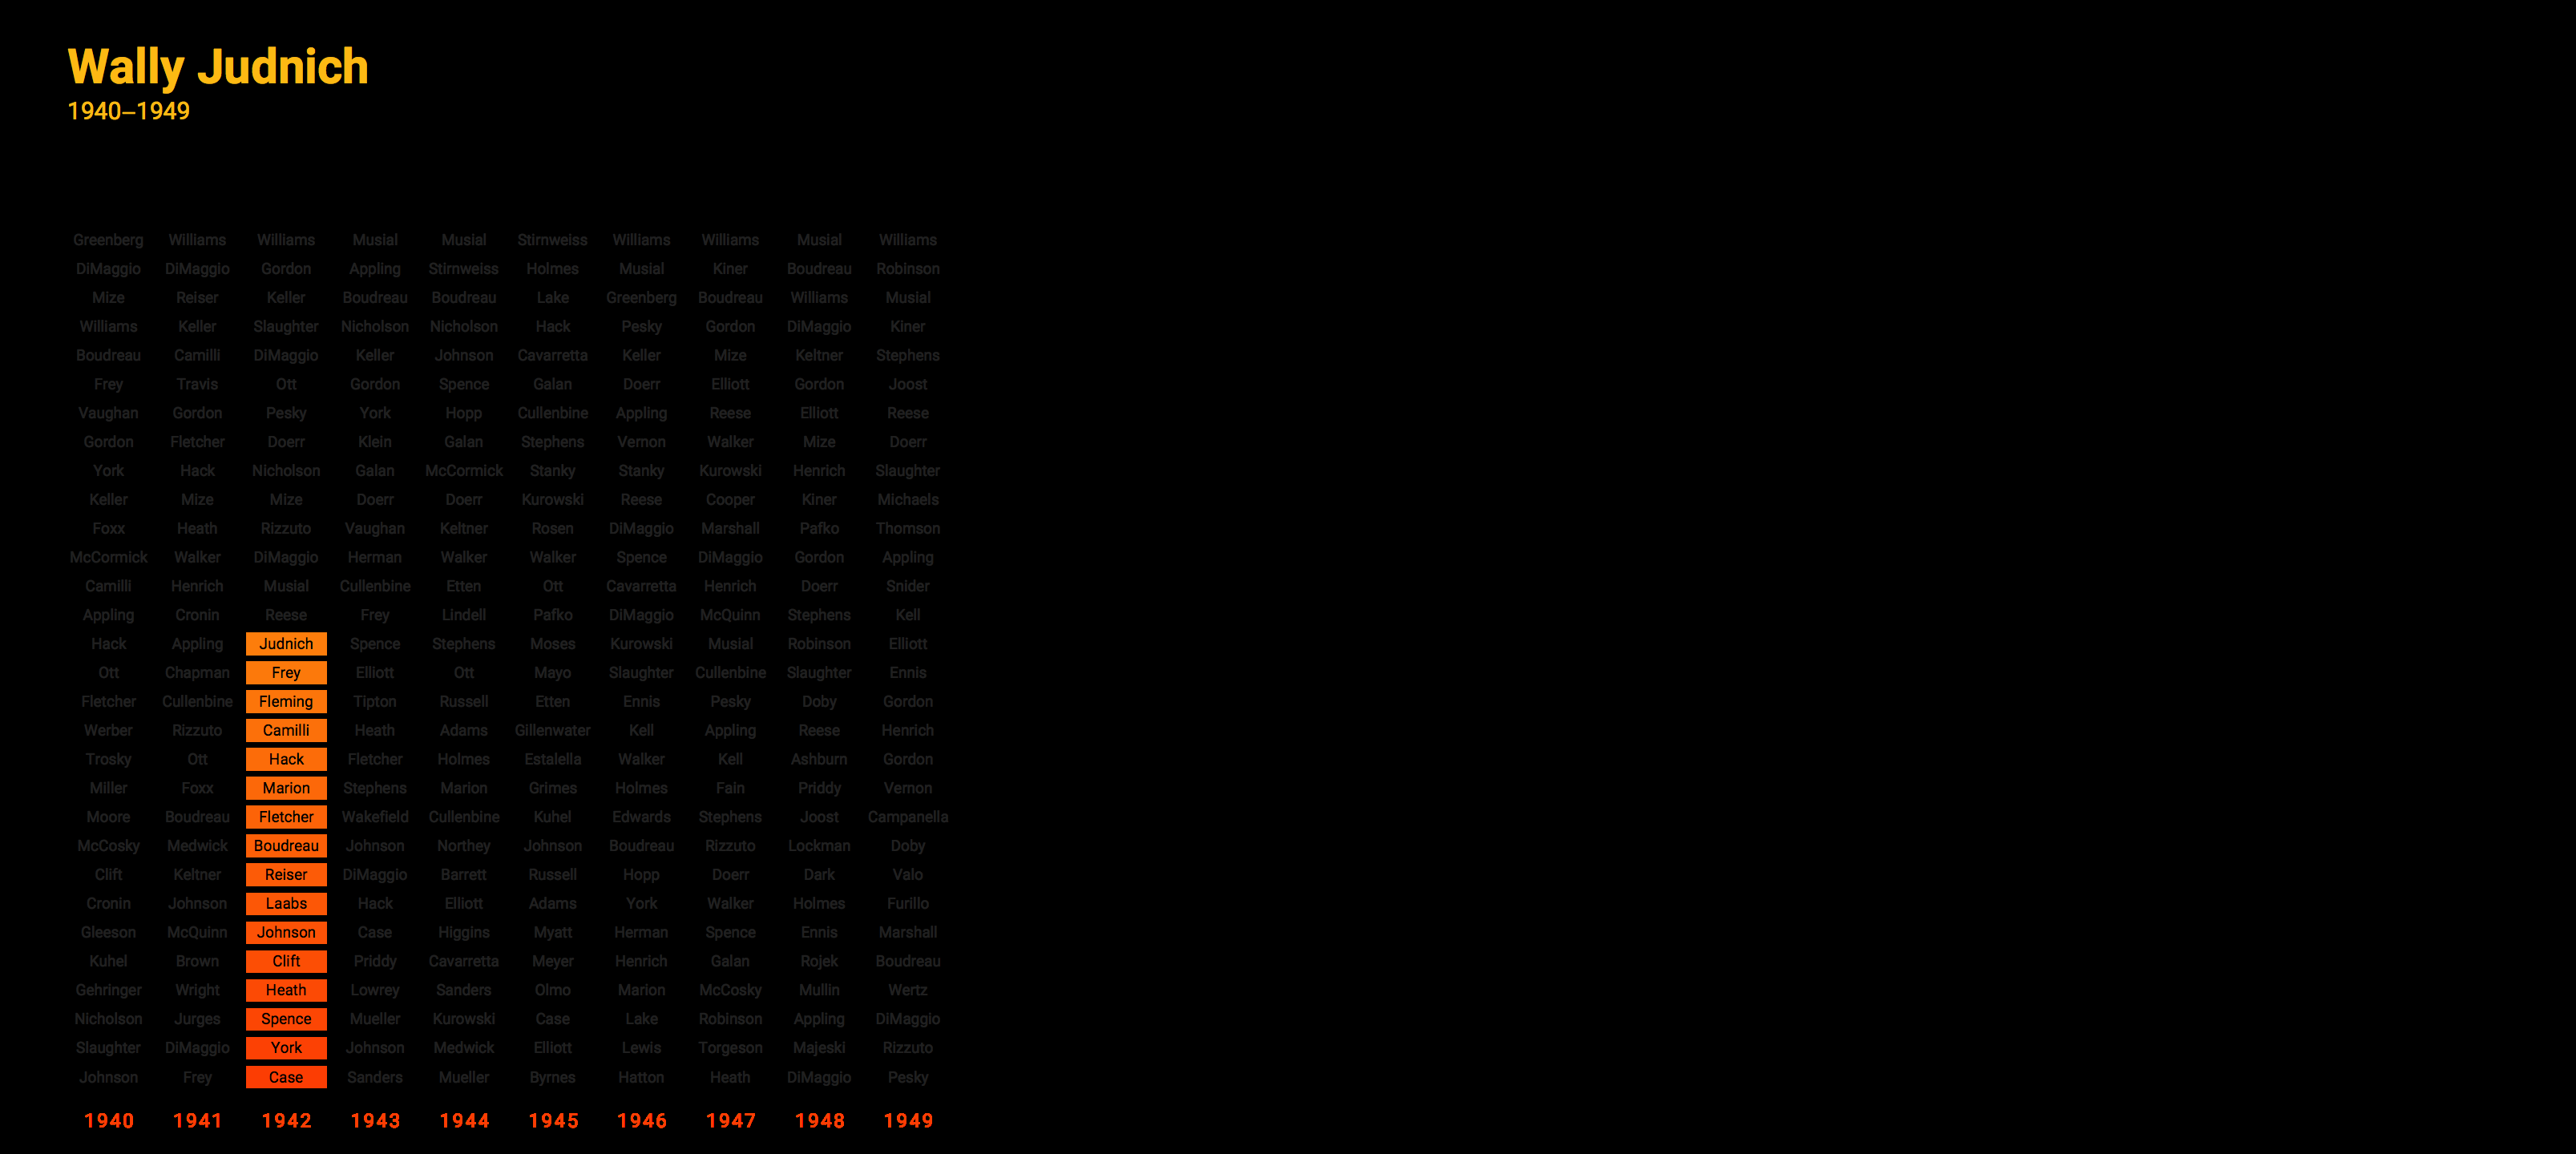 Wally Judnich
1940–1949
Greenberg Williams Williams Musial Musial Stirnweiss Williams Williams Musial Williams
DiMaggio DiMaggio Gordon Appling Stirnweiss Holmes Musial Kiner Boudreau Robinson
Mize Reiser Keller Boudreau Boudreau Lake Greenberg Boudreau Williams Musial
Williams Keller Slaughter Nicholson Nicholson Hack Pesky Gordon DiMaggio Kiner
Boudreau Camilli DiMaggio Keller Johnson Cavarretta Keller Mize Keltner Stephens
Frey Travis Ott Gordon Spence Galan Doerr Elliott Gordon Joost
Vaughan Gordon Pesky York Hopp Cullenbine Appling Reese Elliott Reese
Gordon Fletcher Doerr Klein Galan Stephens Vernon Walker Mize Doerr
York Hack Nicholson Galan McCormick Stanky Stanky Kurowski Henrich Slaughter
Keller Mize Mize Doerr Doerr Kurowski Reese Cooper Kiner Michaels
Foxx Heath Rizzuto Vaughan Keltner Rosen DiMaggio Marshall Pafko Thomson
McCormick Walker DiMaggio Herman Walker Walker Spence DiMaggio Gordon Appling
Camilli Henrich Musial Cullenbine Etten Ott Cavarretta Henrich Doerr Snider
Appling Cronin Reese Frey Lindell Pafko DiMaggio McQuinn Stephens Kell
Hack Appling Judnich Spence Stephens Moses Kurowski Musial Robinson Elliott
Ott Chapman Frey Elliott Ott Mayo Slaughter Cullenbine Slaughter Ennis
Fletcher Cullenbine Fleming Tipton Russell Etten Ennis Pesky Doby Gordon
Werber Rizzuto Camilli Heath Adams Gillenwater Kell Appling Reese Henrich
Trosky Ott Hack Fletcher Holmes Estalella Walker Kell Ashburn Gordon
Miller Foxx Marion Stephens Marion Grimes Holmes Fain Priddy Vernon
Moore Boudreau Fletcher Wakefield Cullenbine Kuhel Edwards Stephens Joost Campanella
McCosky Medwick Boudreau Johnson Northey Johnson Boudreau Rizzuto Lockman Doby
Clift Keltner Reiser DiMaggio Barrett Russell Hopp Doerr Dark Valo
Cronin Johnson Laabs Hack Elliott Adams York Walker Holmes Furillo
Gleeson McQuinn Johnson Case Higgins Myatt Herman Spence Ennis Marshall
Kuhel Brown Clift Priddy Cavarretta Meyer Henrich Galan Rojek Boudreau
Gehringer Wright Heath Lowrey Sanders Olmo Marion McCosky Mullin Wertz
Nicholson Jurges Spence Mueller Kurowski Case Lake Robinson Appling DiMaggio
Slaughter DiMaggio York Johnson Medwick Elliott Lewis Torgeson Majeski Rizzuto
Johnson Frey Case Sanders Mueller Byrnes Hatton Heath DiMaggio Pesky
1940 1941 1942 1943 1944 1945 1946 1947 1948 1949